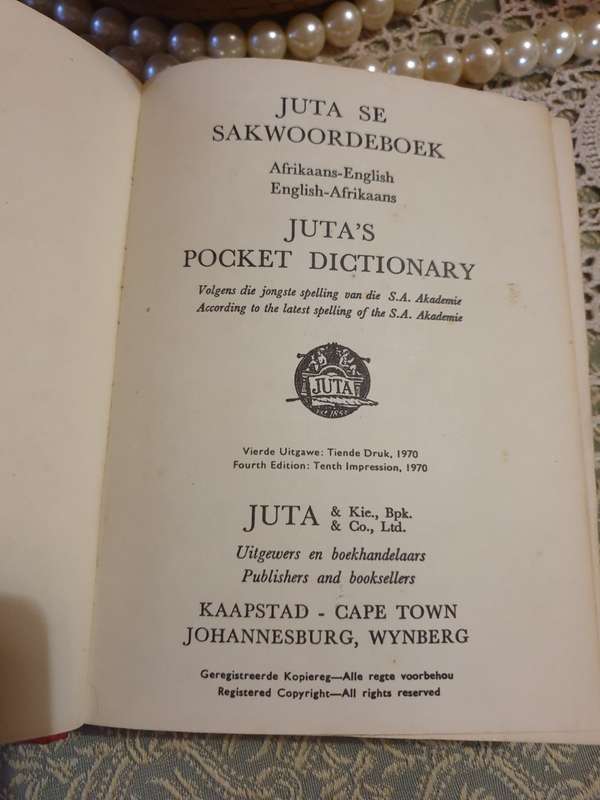 JUTA SE
SAKWOORDEBOEK
Afrikaans-English
English-Afrikaans
JUTA'S
POCKET DICTIONARY
Volgens die jongste spelling van die S.A. Akademie
According to the latest spelling of the S.A. Akademie
JUTA
Vierde Uitgawe: Tiende Druk, 1970
Fourth Edition: Tenth Impression, 1970
JUTA & Kie., Bpk.
& Co., Ltd.
Uitgewers en boekhandelaars
Publishers and booksellers
KAAPSTAD - CAPE TOWN
JOHANNESBURG, WYNBERG
Geregistreerde Kopiereg—Alle regte voorbehou
Registered Copyright—All rights reserved